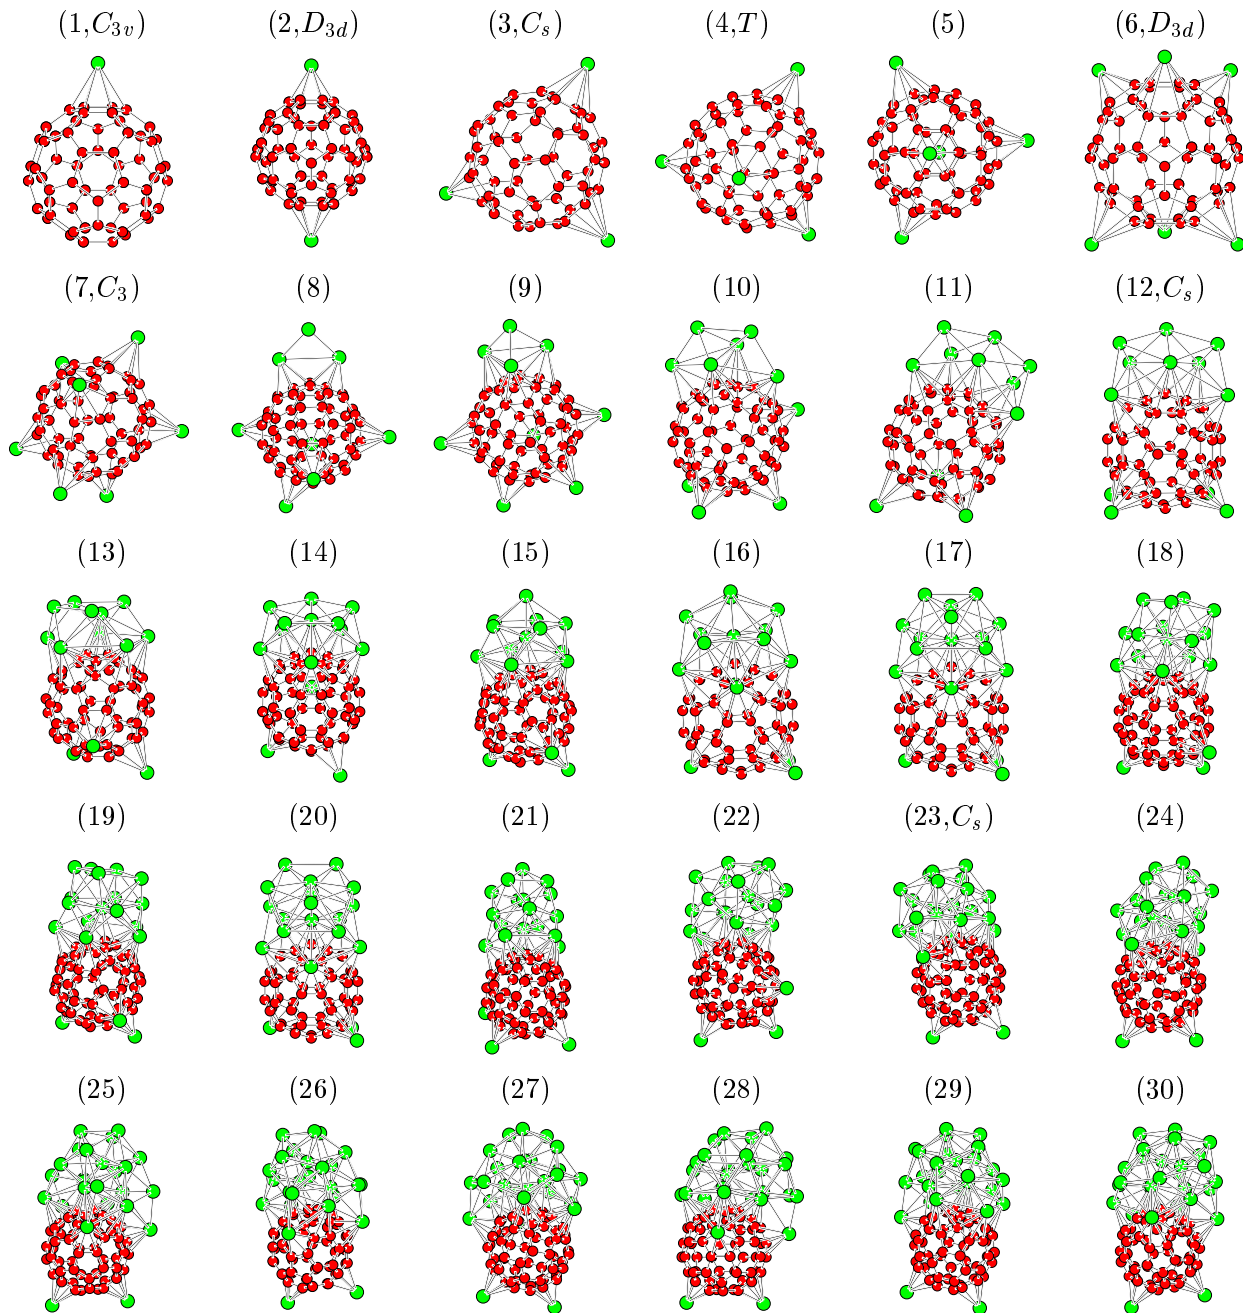 (1,C3v) (2,D3d) (3,Cs) (4,T) (5) (6,D3d)
(7,C3) (8) (9) (10) (11) (12,Cs)
(13) (14) (15) (16) (17) (18)
(19) (20) (21) (22) (23,Cs) (24)
(25) (26) (27) (28) (29) (30)